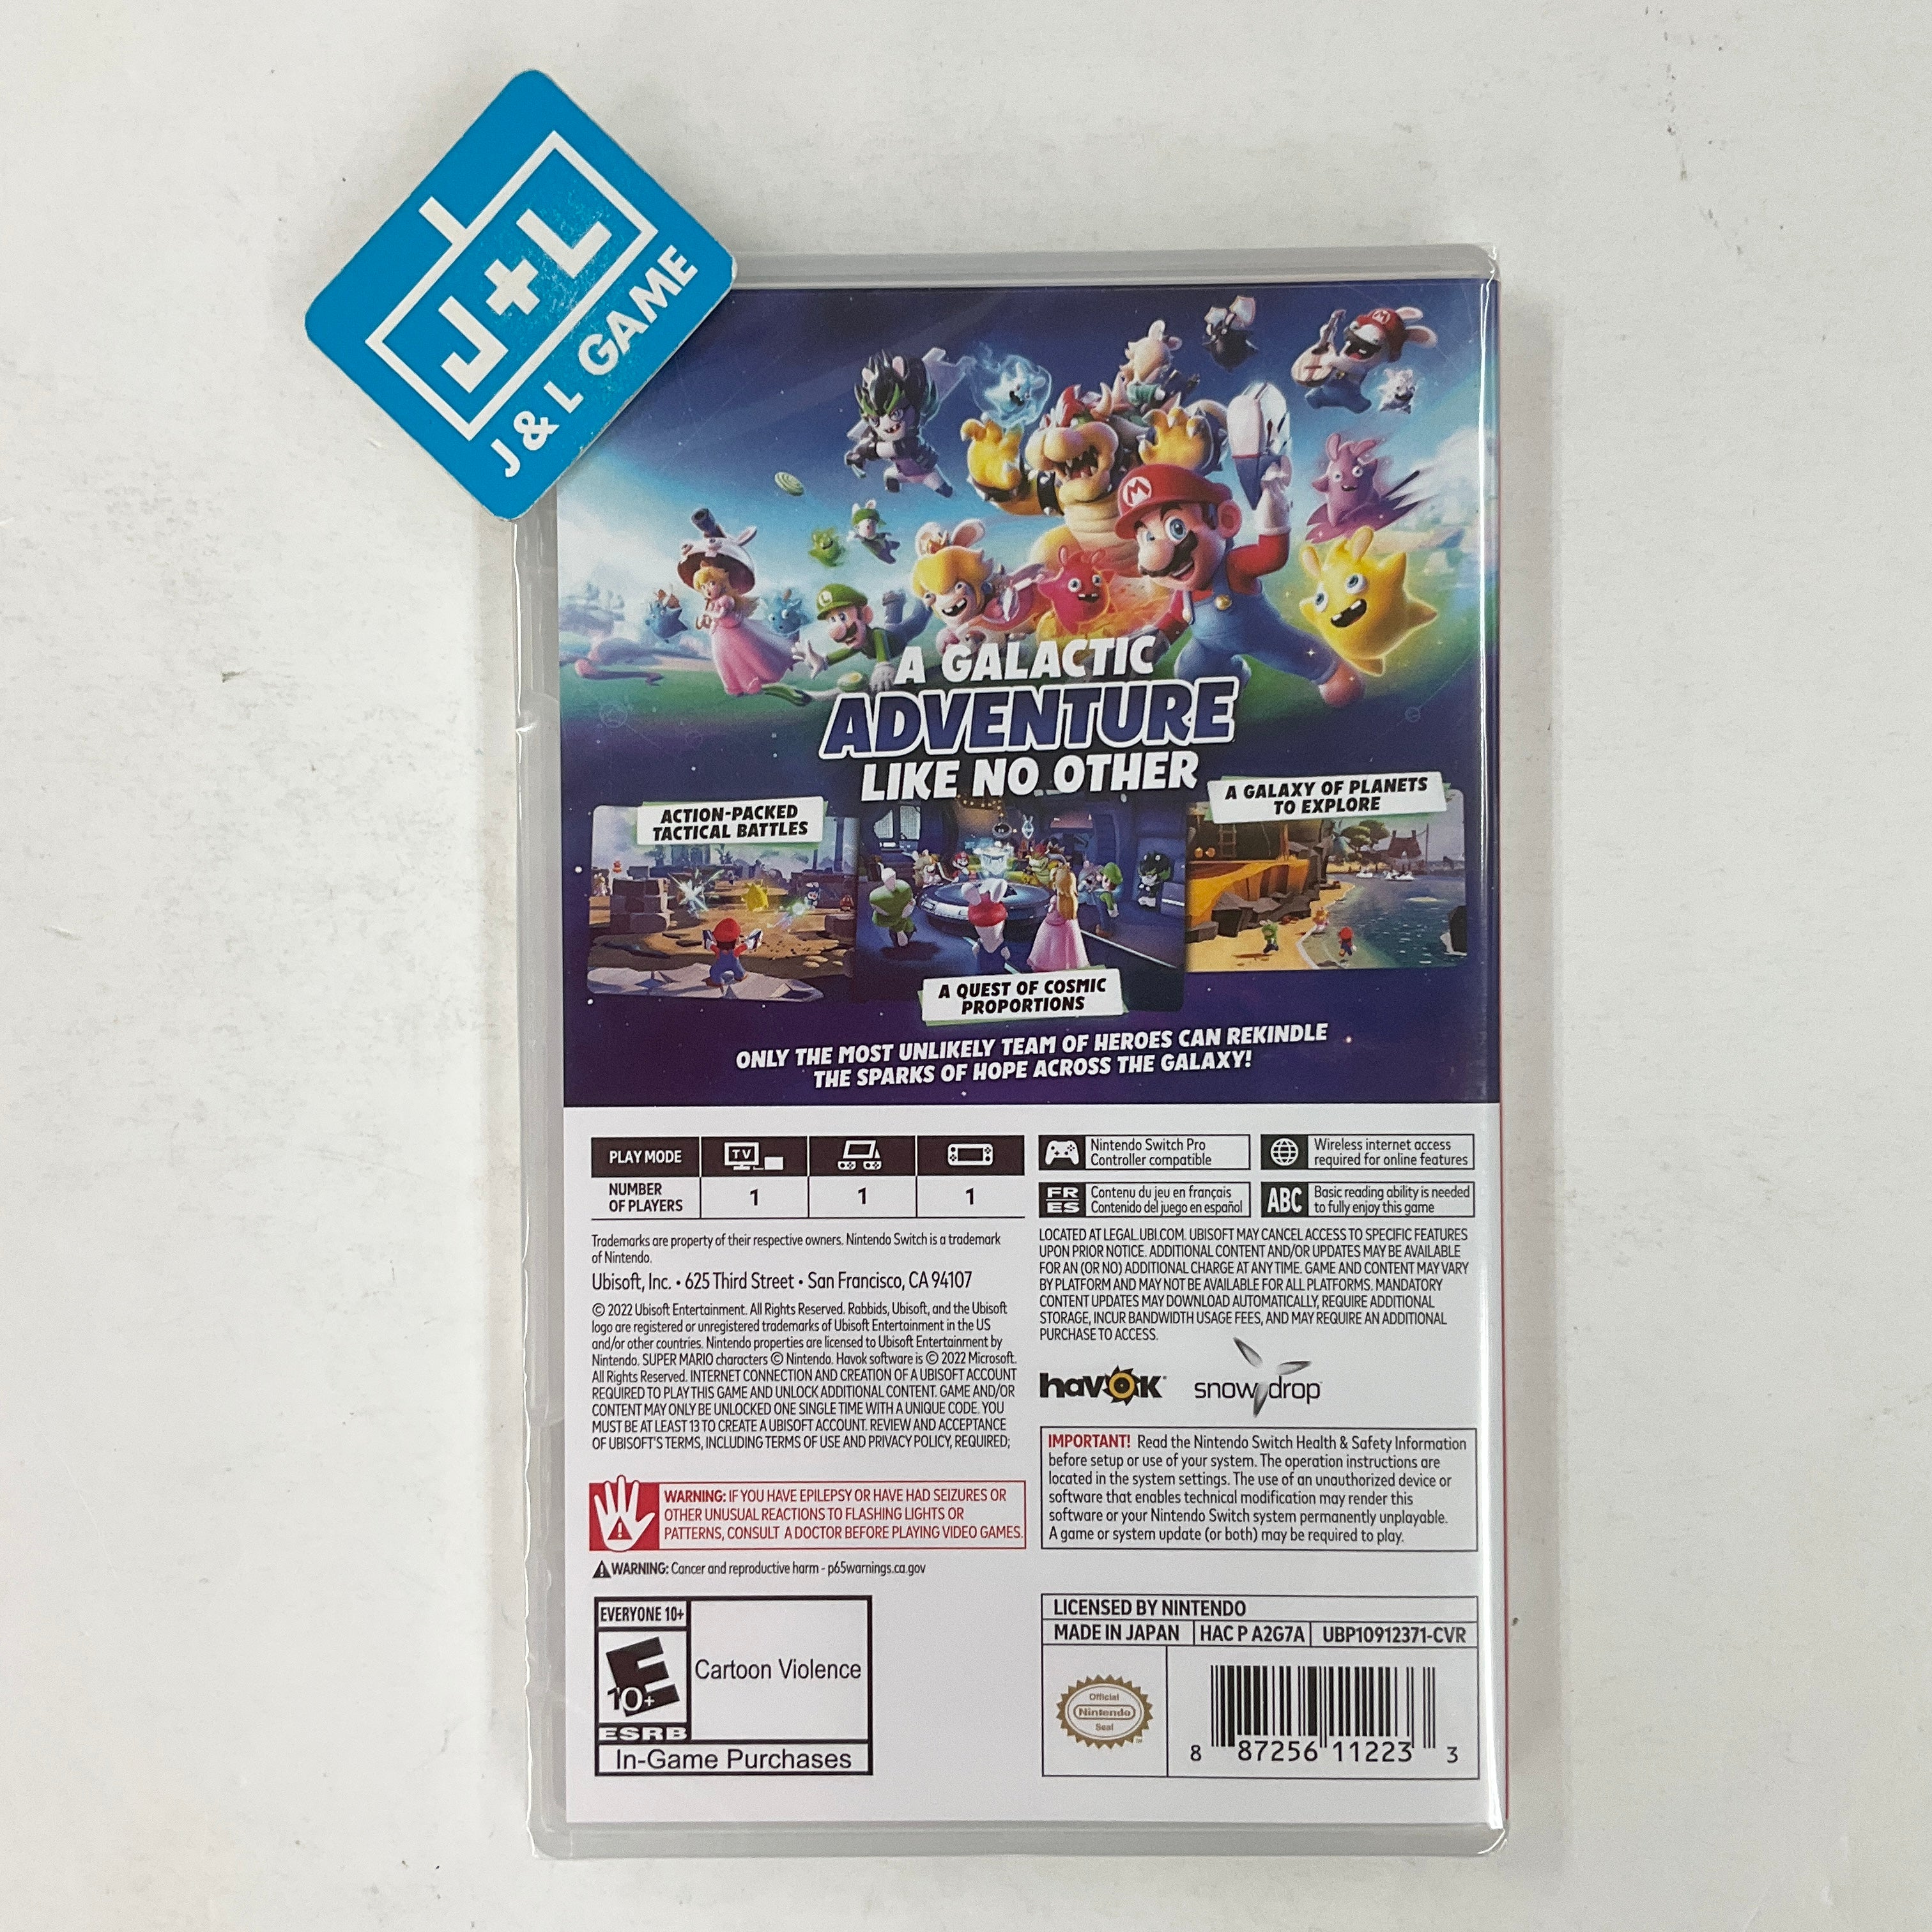 J+L
J & L GAME
M
M
L
A GALACTIC
ADVENTURE
LIKE NO OTHER
ACTION-PACKED
TACTICAL BATTLES
A GALAXY OF PLANETS
TO EXPLORE
A QUEST OF COSMIC
PROPORTIONS
ONLY THE MOST UNLIKELY TEAM OF HEROES CAN REKINDLE
THE SPARKS OF HOPE ACROSS THE GALAXY!
PLAY MODE
TV
NUMBER
OF PLAYERS
1
1
1
Nintendo Switch Pro
Controller compatible
Wireless internet access
required for online features
FR
ES
Contenu du jeu en français
Contenido del juego en español
ABC
Basic reading ability is needed
to fully enjoy this game
Trademarks are property of their respective owners. Nintendo Switch is a trademark
of Nintendo.
Ubisoft, Inc. • 625 Third Street • San Francisco, CA 94107
© 2022 Ubisoft Entertainment. All Rights Reserved. Rabbids, Ubisoft, and the Ubisoft
logo are registered or unregistered trademarks of Ubisoft Entertainment in the US
and/or other countries. Nintendo properties are licensed to Ubisoft Entertainment by
Nintendo. SUPER MARIO characters © Nintendo. Havok software is © 2022 Microsoft.
All Rights Reserved. INTERNET CONNECTION AND CREATION OF A UBISOFT ACCOUNT
REQUIRED TO PLAY THIS GAME AND UNLOCK ADDITIONAL CONTENT. GAME AND/OR
CONTENT MAY ONLY BE UNLOCKED ONE SINGLE TIME WITH A UNIQUE CODE. YOU
MUST BE AT LEAST 13 TO CREATE A UBISOFT ACCOUNT. REVIEW AND ACCEPTANCE
OF UBISOFT'S TERMS, INCLUDING TERMS OF USE AND PRIVACY POLICY, REQUIRED;
LOCATED AT LEGAL.UBI.COM. UBISOFT MAY CANCEL ACCESS TO SPECIFIC FEATURES
UPON PRIOR NOTICE. ADDITIONAL CONTENT AND/OR UPDATES MAY BE AVAILABLE
FOR AN (OR NO) ADDITIONAL CHARGE AT ANY TIME. GAME AND CONTENT MAY VARY
BY PLATFORM AND MAY NOT BE AVAILABLE FOR ALL PLATFORMS. MANDATORY
CONTENT UPDATES MAY DOWNLOAD AUTOMATICALLY, REQUIRE ADDITIONAL
STORAGE, INCUR BANDWIDTH USAGE FEES, AND MAY REQUIRE AN ADDITIONAL
PURCHASE TO ACCESS.
havok
snowdrop
WARNING: IF YOU HAVE EPILEPSY OR HAVE HAD SEIZURES OR
OTHER UNUSUAL REACTIONS TO FLASHING LIGHTS OR
PATTERNS, CONSULT A DOCTOR BEFORE PLAYING VIDEO GAMES.
WARNING: Cancer and reproductive harm - p65warnings.ca.gov
IMPORTANT! Read the Nintendo Switch Health & Safety Information
before setup or use of your system. The operation instructions are
located in the system settings. The use of an unauthorized device or
software that enables technical modification may render this
software or your Nintendo Switch system permanently unplayable.
A game or system update (or both) may be required to play.
EVERYONE 10+
E
10+
ESRB
Cartoon Violence
In-Game Purchases
LICENSED BY NINTENDO
MADE IN JAPAN HAC P A2G7A UBP10912371-CVR
Official
Nintendo
Seal
8 87256 11223 3